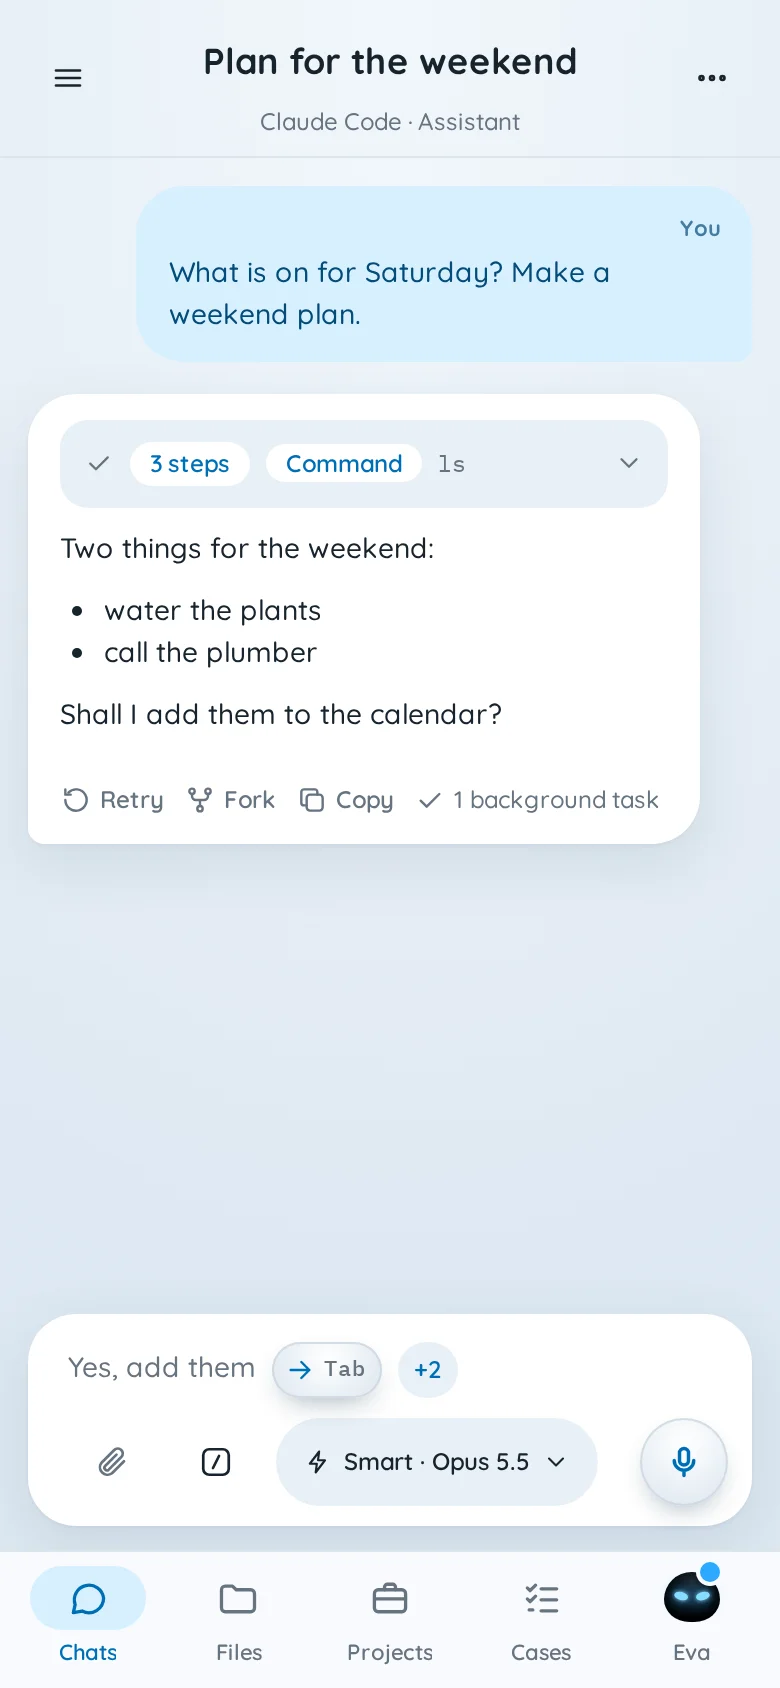 Plan for the weekend
Claude Code · Assistant
You
What is on for Saturday? Make a
weekend plan.
3 steps Command ls
Two things for the weekend:
• water the plants
• call the plumber
Shall I add them to the calendar?
Retry Fork Copy 1 background task
Yes, add them Tab +2
Smart · Opus 5.5
Chats Files Projects Cases Eva